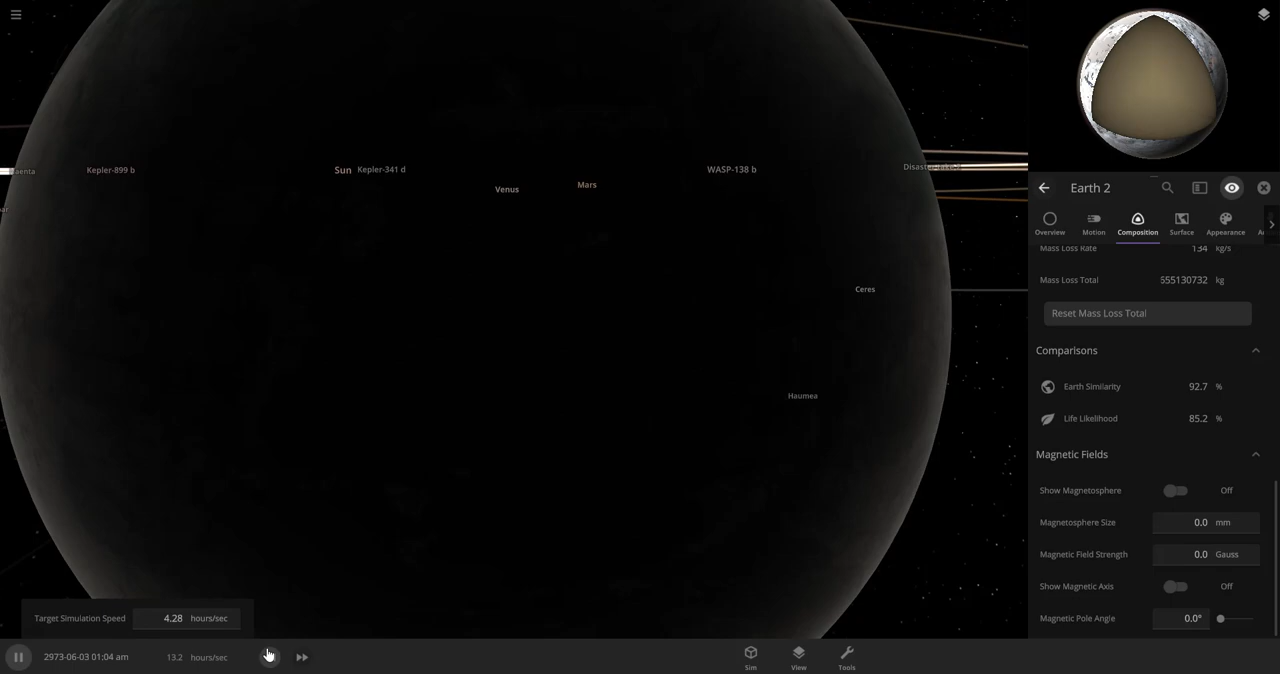 Kepler-899 b
Sun
Kepler-341 d
WASP-138 b
Venus
Mars
Ceres
Haumea
Target Simulation Speed 4.28 hours/sec
2973-06-03 01:04 am 13.2 hours/sec
Sim View Tools
Earth 2
Overview Motion Composition Surface Appearance
Mass Loss Rate 134 kg/s
Mass Loss Total 555130732 kg
Reset Mass Loss Total
Comparisons
Earth Similarity 92.7 %
Life Likelihood 85.2 %
Magnetic Fields
Show Magnetosphere Off
Magnetosphere Size 0.0 mm
Magnetic Field Strength 0.0 Gauss
Show Magnetic Axis Off
Magnetic Pole Angle 0.0°